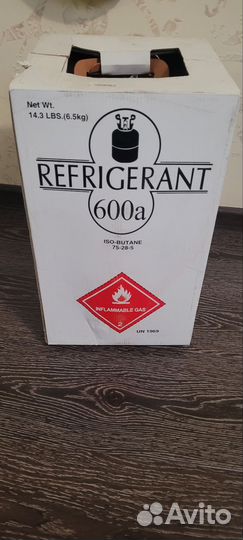 Net Wt.
14.3 LBS.(6.5kg)
REFRIGERANT
600a
ISO-BUTANE
75-28-5
INFLAMMABLE GAS
2
UN 1969
Avito